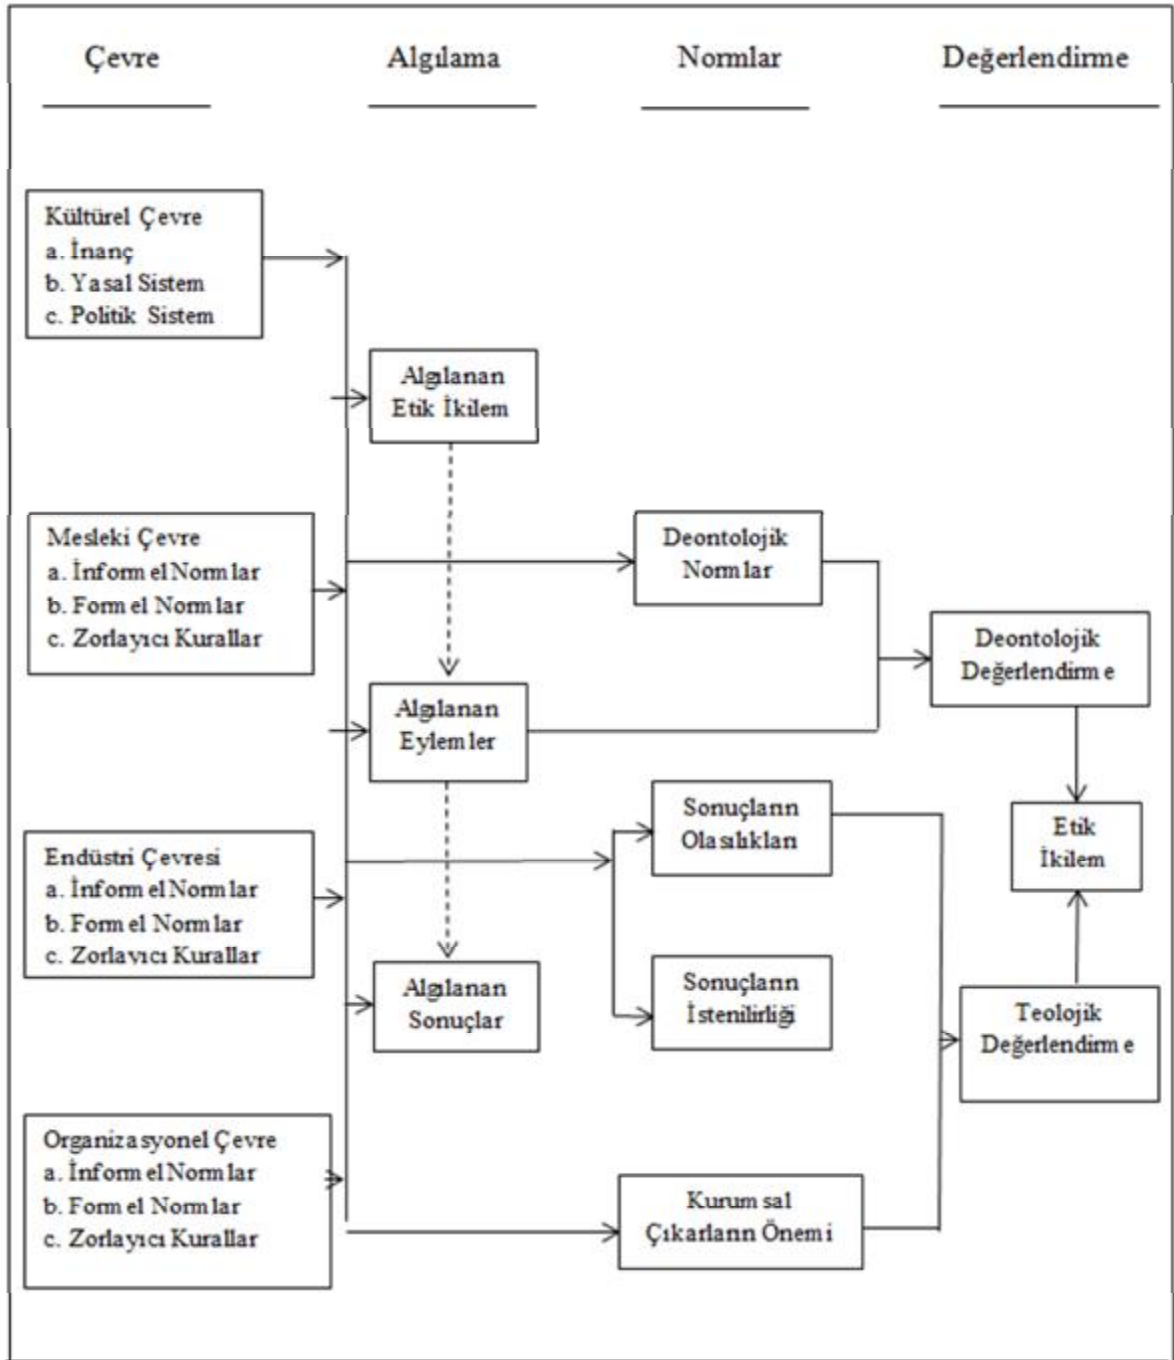 Çevre Algılama Normlar Değerlendirme
Kültürel Çevre
a. İnanç
b. Yasal Sistem
c. Politik Sistem
Algılanan
Etik İkilem
Mesleki Çevre
a. İnformel Normlar
b. Formel Normlar
c. Zorlayıcı Kurallar
Deontolojik
Normlar
Deontolojik
Değerlendirme
Algılanan
Eylemler
Sonuçların
Olasılıkları
Etik
İkilem
Endüstri Çevresi
a. İnformel Normlar
b. Formel Normlar
c. Zorlayıcı Kurallar
Algılanan
Sonuçlar
Sonuçların
İstenilirliği
Teolojik
Değerlendirme
Organizasyonel Çevre
a. İnformel Normlar
b. Formel Normlar
c. Zorlayıcı Kurallar
Kurumsal
Çıkarların Önemi